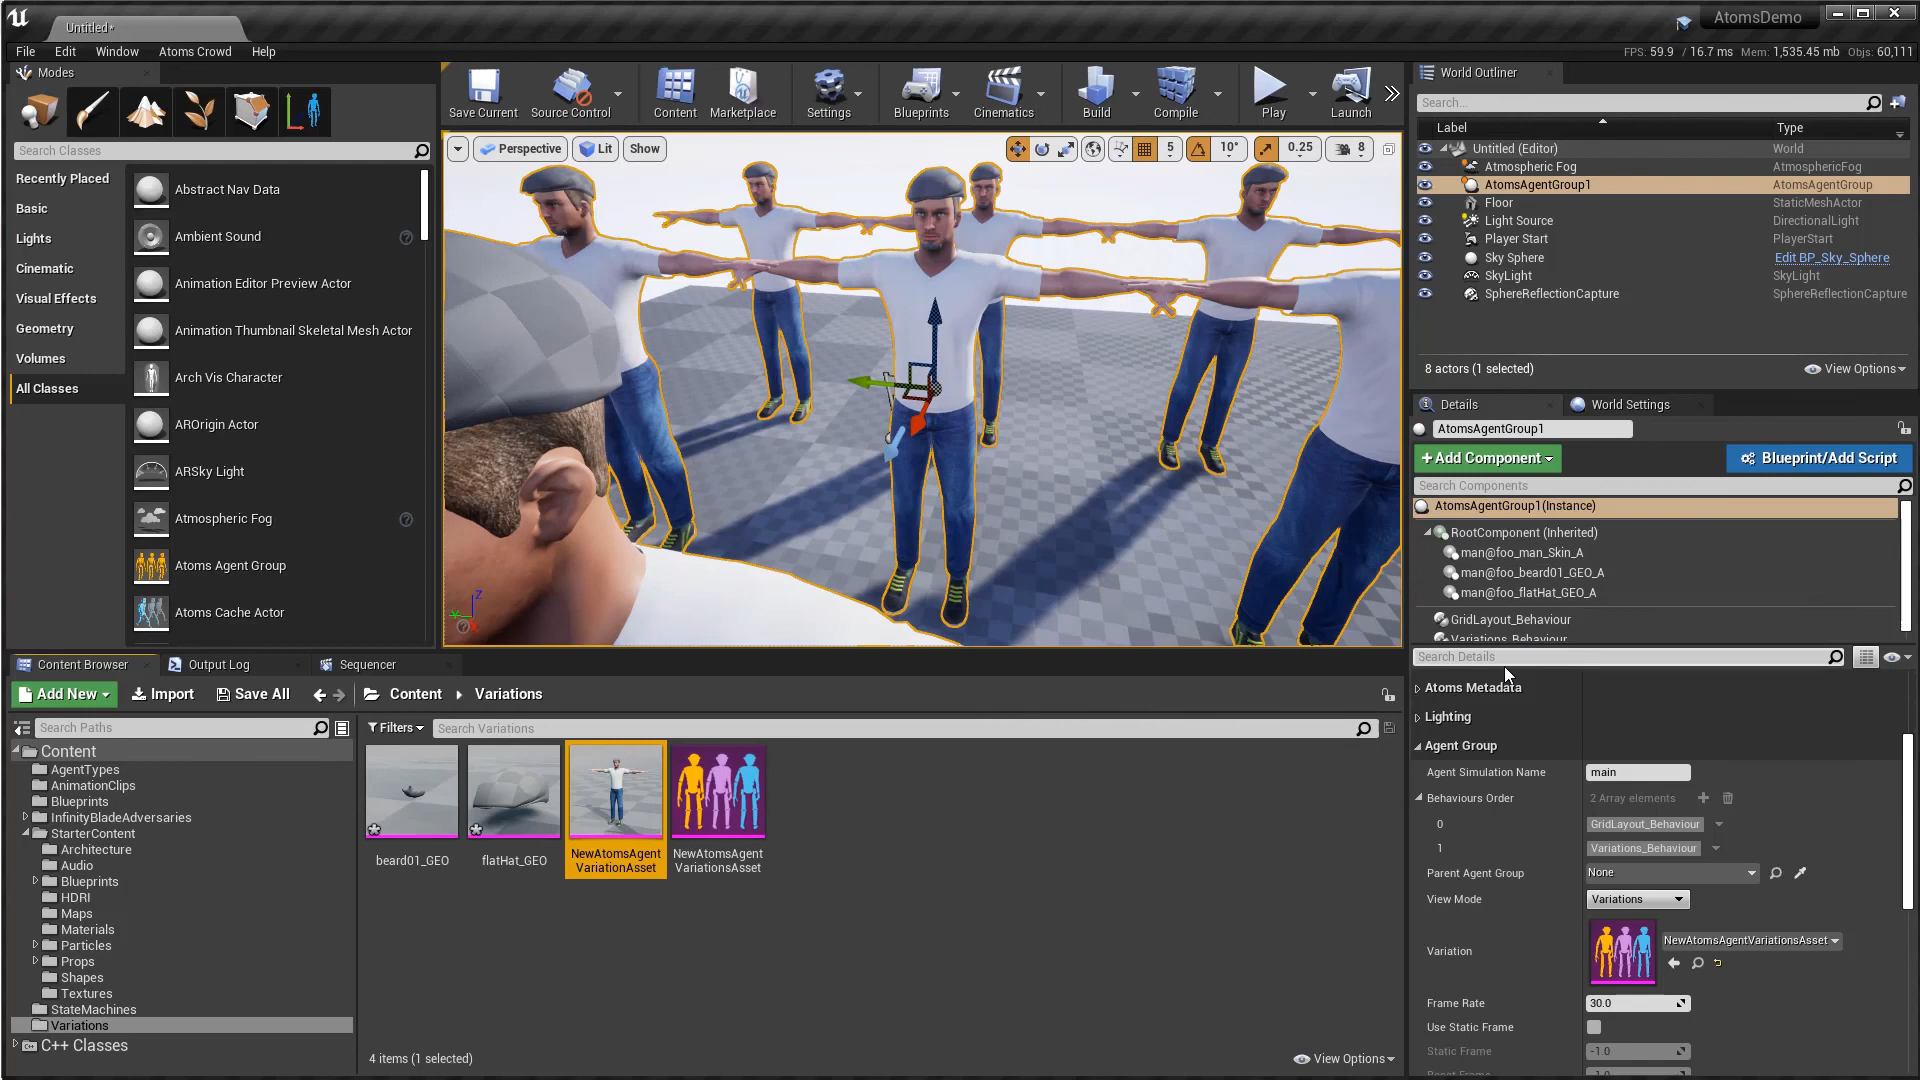 Untitled*
AtomsDemo
File Edit Window Atoms Crowd Help
FPS: 59.9 / 16.7 ms Mem: 1,535.45 mb Objs: 60,111
Modes
Search Classes
Recently Placed
Basic
Lights
Cinematic
Visual Effects
Geometry
Volumes
All Classes
Abstract Nav Data
Ambient Sound
Animation Editor Preview Actor
Animation Thumbnail Skeletal Mesh Actor
Arch Vis Character
AROrigin Actor
ARSky Light
Atmospheric Fog
Atoms Agent Group
Atoms Cache Actor
Save Current Source Control Content Marketplace Settings Blueprints Cinematics Build Compile Play Launch
Perspective Lit Show
5 10° 0.25 8
Z
World Outliner
Search...
Label Type
Untitled (Editor) World
Atmospheric Fog AtmosphericFog
AtomsAgentGroup1 AtomsAgentGroup
Floor StaticMeshActor
Light Source DirectionalLight
Player Start PlayerStart
Sky Sphere Edit BP_Sky_Sphere
SkyLight SkyLight
SphereReflectionCapture SphereReflectionCapture
8 actors (1 selected) View Options
Details World Settings
AtomsAgentGroup1
+Add Component Blueprint/Add Script
Search Components
AtomsAgentGroup1(Instance)
RootComponent (Inherited)
man@foo_man_Skin_A
man@foo_beard01_GEO_A
man@foo_flatHat_GEO_A
GridLayout_Behaviour
Variations_Behaviour
Search Details
Atoms Metadata
Lighting
Agent Group
Agent Simulation Name main
Behaviours Order 2 Array elements
0 GridLayout_Behaviour
1 Variations_Behaviour
Parent Agent Group None
View Mode Variations
Variation NewAtomsAgentVariationsAsset
Frame Rate 30.0
Use Static Frame
Static Frame -1.0
Content Browser Output Log Sequencer
Add New Import Save All Content Variations
Search Paths
Filters Search Variations
Content
AgentTypes
AnimationClips
Blueprints
InfinityBladeAdversaries
StarterContent
Architecture
Audio
Blueprints
HDRI
Maps
Materials
Particles
Props
Shapes
Textures
StateMachines
Variations
C++ Classes
beard01_GEO
flatHat_GEO
NewAtomsAgent
VariationAsset
NewAtomsAgent
VariationsAsset
4 items (1 selected) View Options